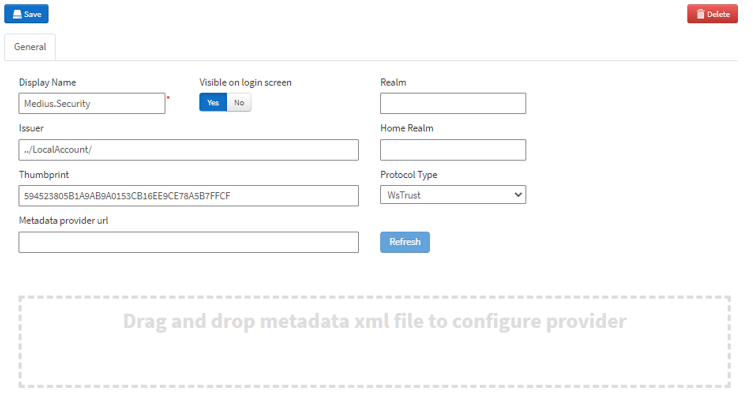 Save
Delete
General
Display Name
Visible on login screen
Realm
Medius.Security
*
Yes
No
Issuer
Home Realm
../LocalAccount/
Thumbprint
Protocol Type
594523805B1A9AB9A0153CB16EE9CE78A5B7FFCF
WsTrust
Metadata provider url
Refresh
Drag and drop metadata xml file to configure provider